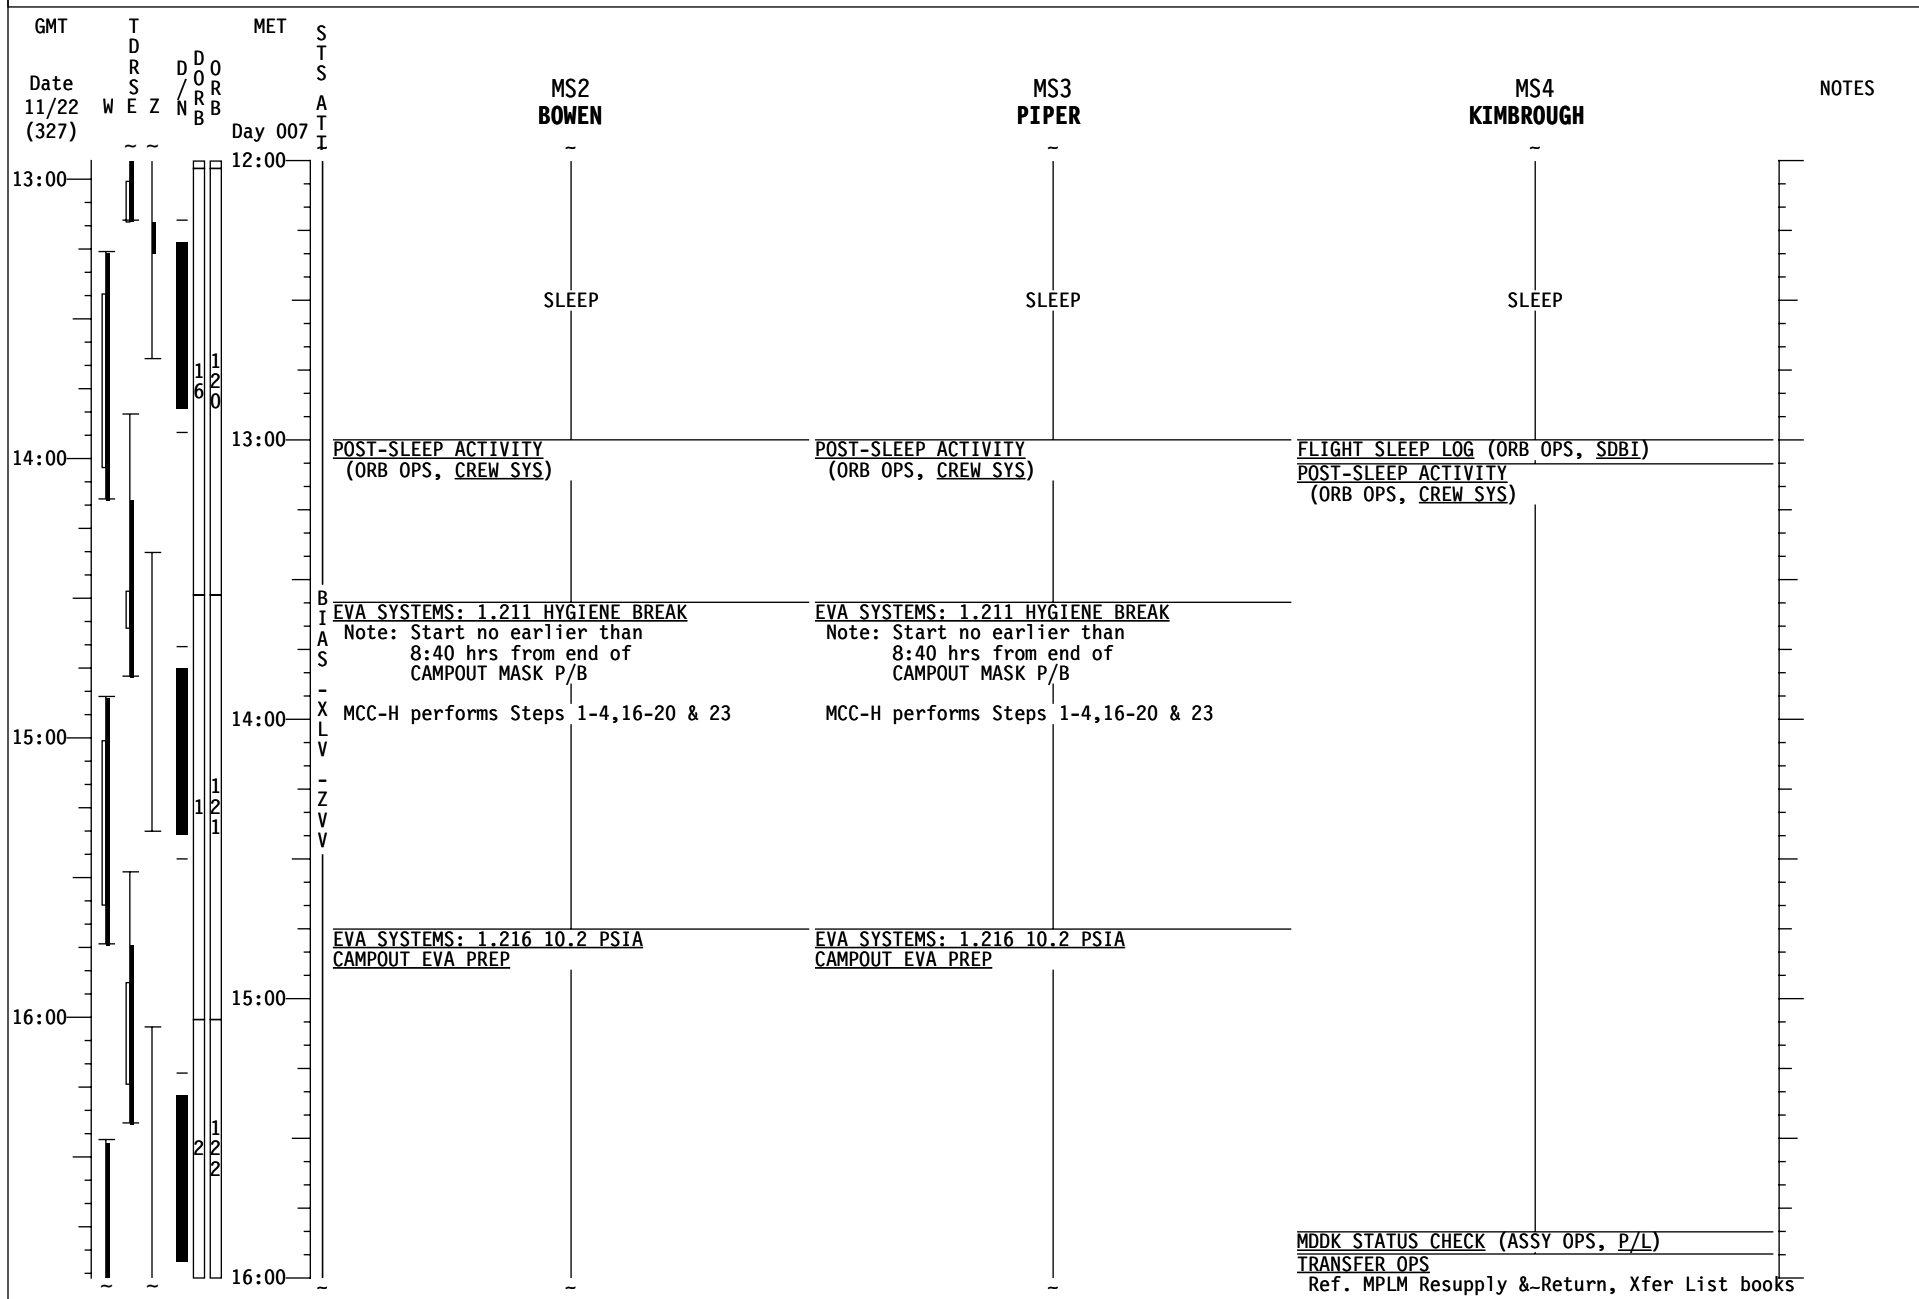 GMT
TDRS
MET
STS ATT
Date
11/22
(327)
W E Z
D/N
DORB
ORB
Day 007
MS2
BOWEN
MS3
PIPER
MS4
KIMBROUGH
NOTES
~ ~ ~ ~ ~
12:00
13:00
SLEEP SLEEP SLEEP
16
120
13:00
POST-SLEEP ACTIVITY
(ORB OPS, CREW SYS)
POST-SLEEP ACTIVITY
(ORB OPS, CREW SYS)
FLIGHT SLEEP LOG (ORB OPS, SDBI)
POST-SLEEP ACTIVITY
(ORB OPS, CREW SYS)
14:00
BIAS -XLV -ZVV
EVA SYSTEMS: 1.211 HYGIENE BREAK
Note: Start no earlier than
8:40 hrs from end of
CAMPOUT MASK P/B
MCC-H performs Steps 1-4,16-20 & 23
EVA SYSTEMS: 1.211 HYGIENE BREAK
Note: Start no earlier than
8:40 hrs from end of
CAMPOUT MASK P/B
MCC-H performs Steps 1-4,16-20 & 23
14:00
15:00
1
121
EVA SYSTEMS: 1.216 10.2 PSIA
CAMPOUT EVA PREP
EVA SYSTEMS: 1.216 10.2 PSIA
CAMPOUT EVA PREP
15:00
16:00
2
122
MDDK STATUS CHECK (ASSY OPS, P/L)
TRANSFER OPS
Ref. MPLM Resupply &~Return, Xfer List books
16:00
~ ~ ~ ~ ~